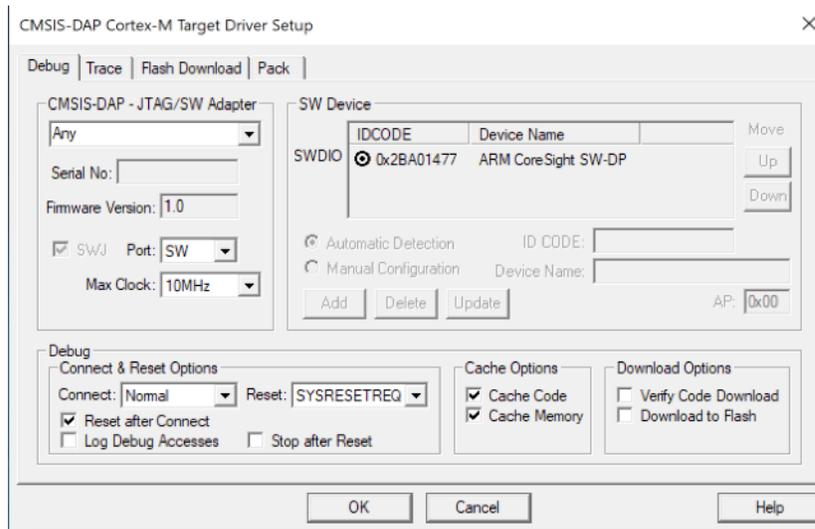 CMSIS-DAP Cortex-M Target Driver Setup
Debug Trace Flash Download Pack
CMSIS-DAP - JTAG/SW Adapter
Any
Serial No:
Firmware Version: 1.0
SWJ Port: SW
Max Clock: 10MHz
SW Device
IDCODE Device Name
SWDIO 0x2BA01477 ARM CoreSight SW-DP
Move
Up
Down
Automatic Detection ID CODE:
Manual Configuration Device Name:
Add Delete Update AP: 0x00
Debug
Connect & Reset Options
Connect: Normal Reset: SYSRESETREQ
Reset after Connect
Log Debug Accesses Stop after Reset
Cache Options
Cache Code
Cache Memory
Download Options
Verify Code Download
Download to Flash
OK Cancel Help